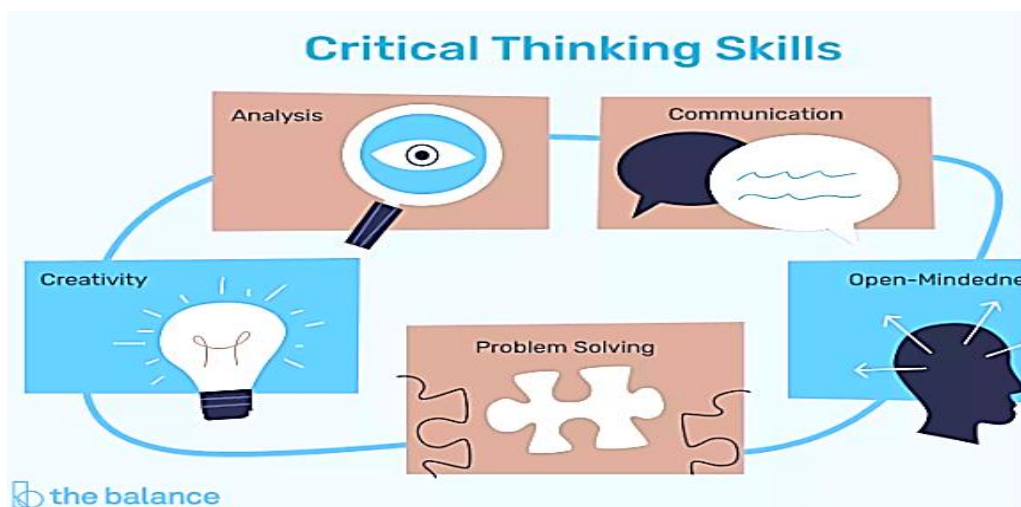 Critical Thinking Skills
Analysis
Communication
Creativity
Open-Mindedne
Problem Solving
the balance